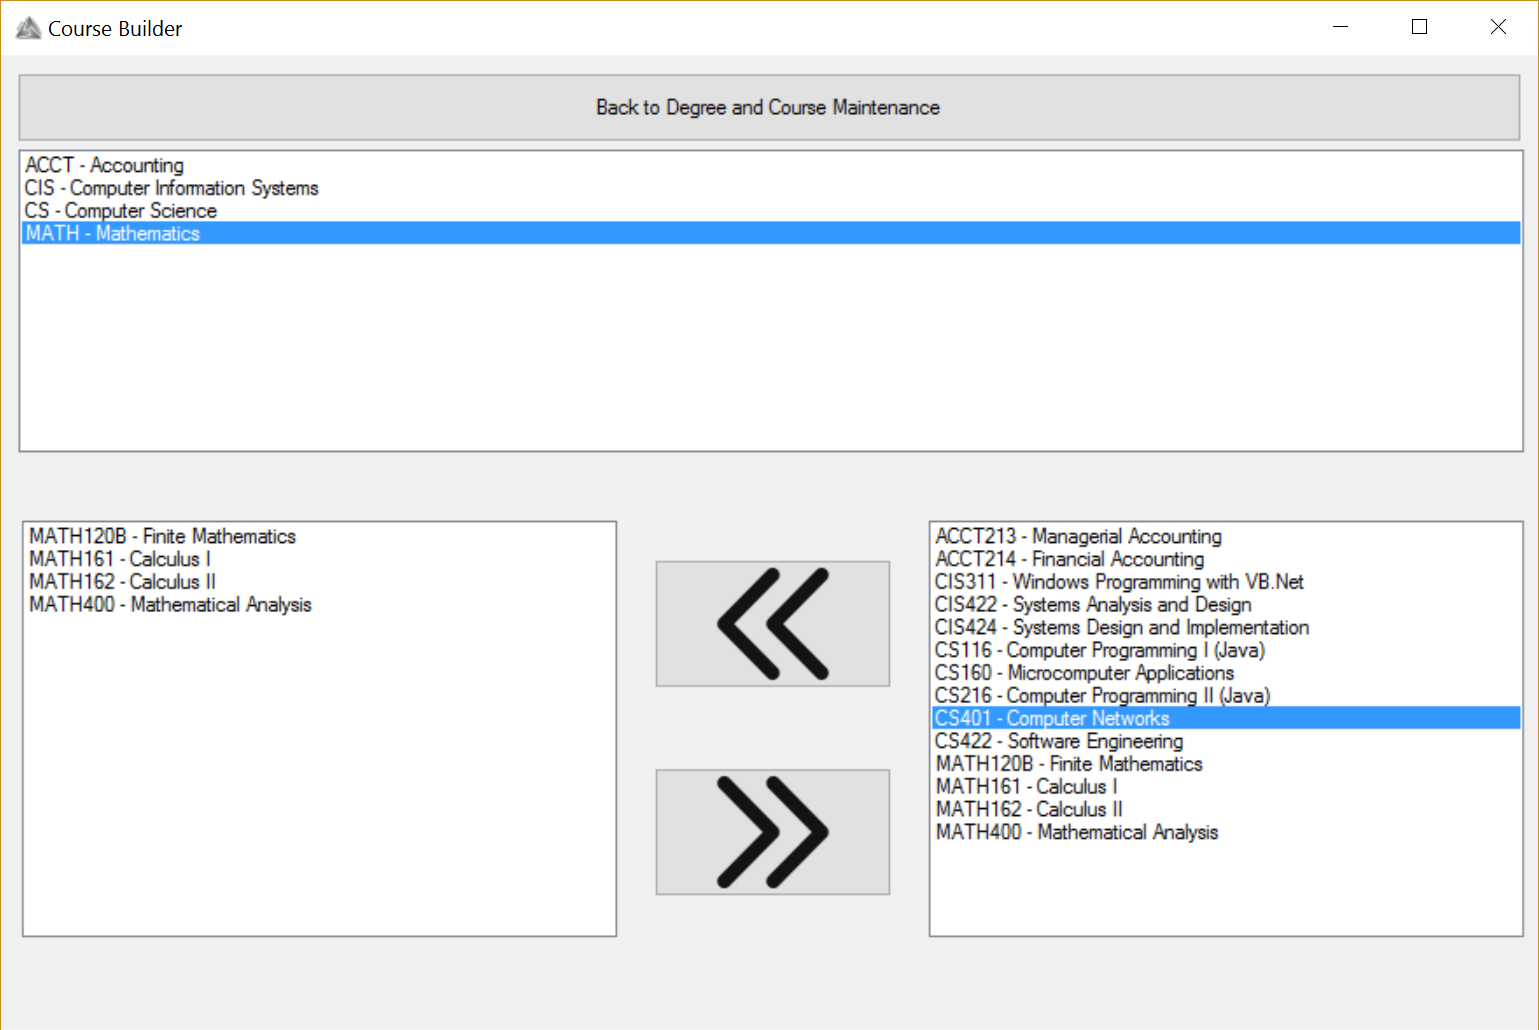 Course Builder
Back to Degree and Course Maintenance
ACCT - Accounting
CIS - Computer Information Systems
CS - Computer Science
MATH - Mathematics
MATH120B - Finite Mathematics
MATH161 - Calculus I
MATH162 - Calculus II
MATH400 - Mathematical Analysis
ACCT213 - Managerial Accounting
ACCT214 - Financial Accounting
CIS311 - Windows Programming with VB.Net
CIS422 - Systems Analysis and Design
CIS424 - Systems Design and Implementation
CS116 - Computer Programming I (Java)
CS160 - Microcomputer Applications
CS216 - Computer Programming II (Java)
CS401 - Computer Networks
CS422 - Software Engineering
MATH120B - Finite Mathematics
MATH161 - Calculus I
MATH162 - Calculus II
MATH400 - Mathematical Analysis